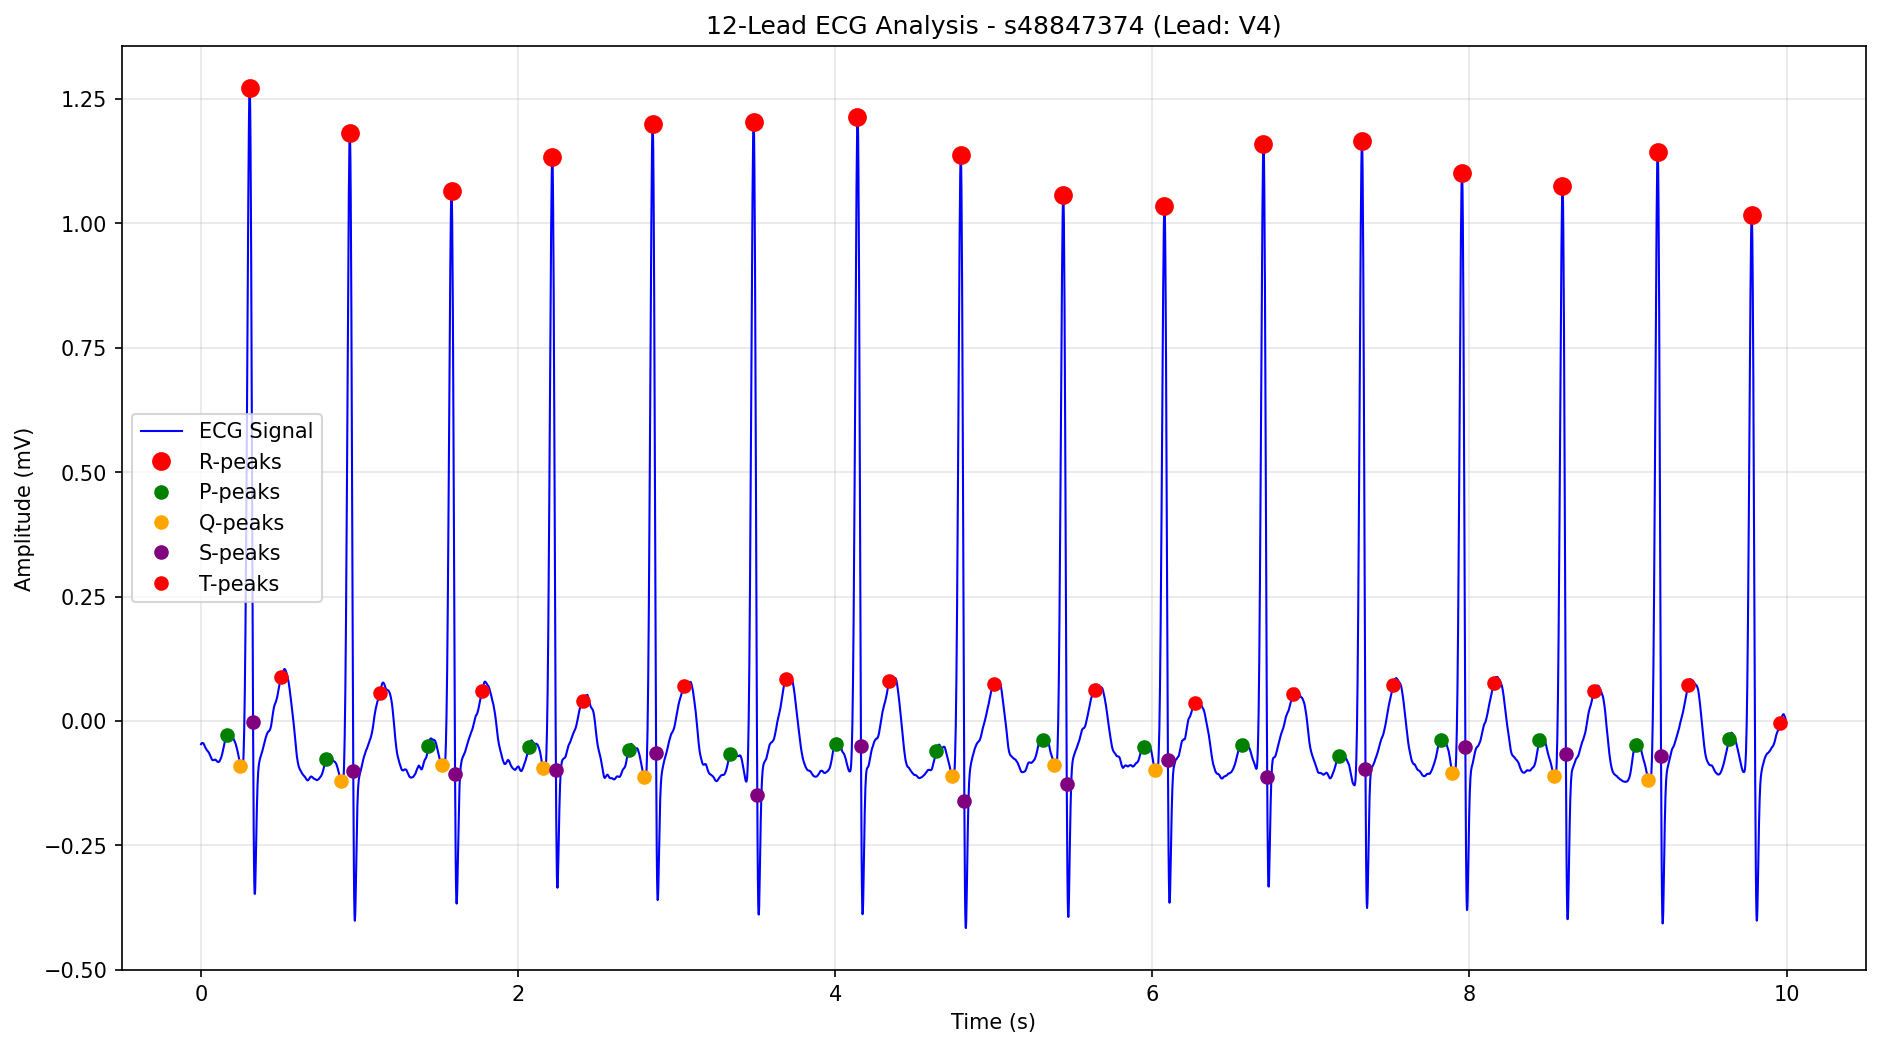 12-Lead ECG Analysis - s48847374 (Lead: V4)
Amplitude (mV)
1.25
1.00
0.75
0.50
0.25
0.00
−0.25
−0.50
ECG Signal
R-peaks
P-peaks
Q-peaks
S-peaks
T-peaks
0 2 4 6 8 10
Time (s)